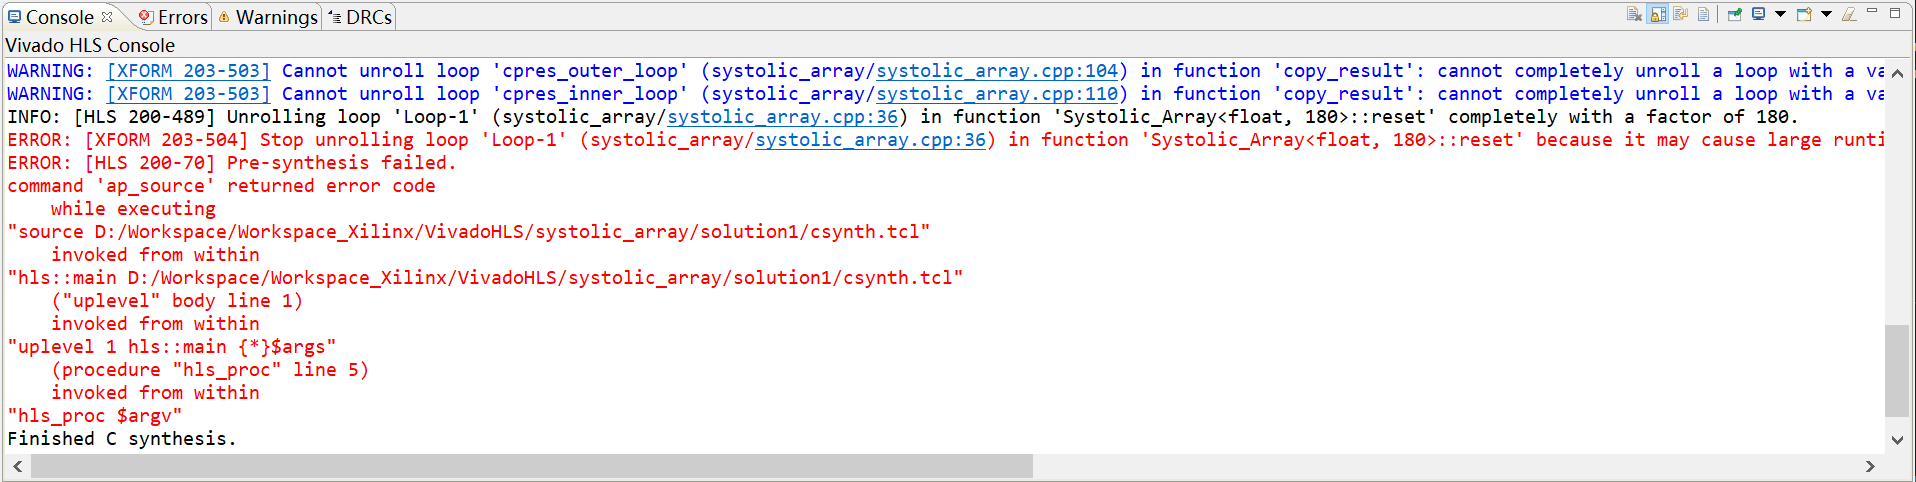 Console Errors Warnings DRCs
Vivado HLS Console
WARNING: [XFORM 203-503] Cannot unroll loop 'cpres_outer_loop' (systolic_array/systolic_array.cpp:104) in function 'copy_result': cannot completely unroll a loop with a va
WARNING: [XFORM 203-503] Cannot unroll loop 'cpres_inner_loop' (systolic_array/systolic_array.cpp:110) in function 'copy_result': cannot completely unroll a loop with a va
INFO: [HLS 200-489] Unrolling loop 'Loop-1' (systolic_array/systolic_array.cpp:36) in function 'Systolic_Array<float, 180>::reset' completely with a factor of 180.
ERROR: [XFORM 203-504] Stop unrolling loop 'Loop-1' (systolic_array/systolic_array.cpp:36) in function 'Systolic_Array<float, 180>::reset' because it may cause large runti
ERROR: [HLS 200-70] Pre-synthesis failed.
command 'ap_source' returned error code
while executing
"source D:/Workspace/Workspace_Xilinx/VivadoHLS/systolic_array/solution1/csynth.tcl"
invoked from within
"hls::main D:/Workspace/Workspace_Xilinx/VivadoHLS/systolic_array/solution1/csynth.tcl"
("uplevel" body line 1)
invoked from within
"uplevel 1 hls::main {*}$args"
(procedure "hls_proc" line 5)
invoked from within
"hls_proc $argv"
Finished C synthesis.